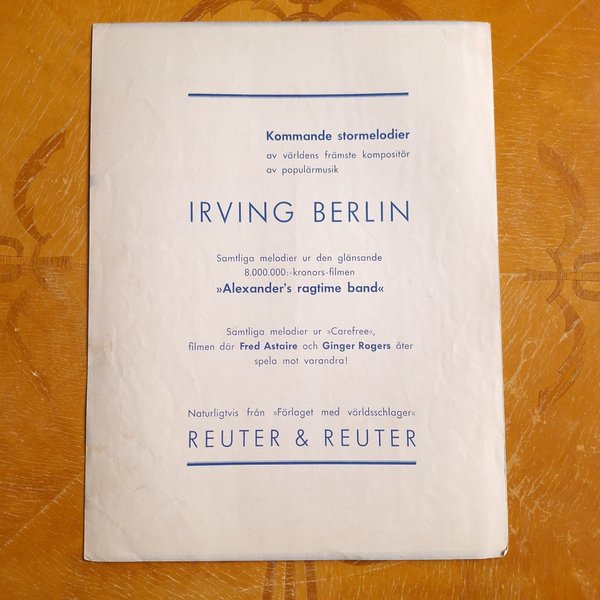 Kommande stormelodier
av världens främste kompositör
av populärmusik
IRVING BERLIN
Samtliga melodier ur den glänsande
8.000.000:-kronors-filmen
»Alexander's ragtime band«
Samtliga melodier ur »Carefree«,
filmen där Fred Astaire och Ginger Rogers åter
spela mot varandra!
Naturligtvis från »Förlaget med världsschlager«
REUTER & REUTER